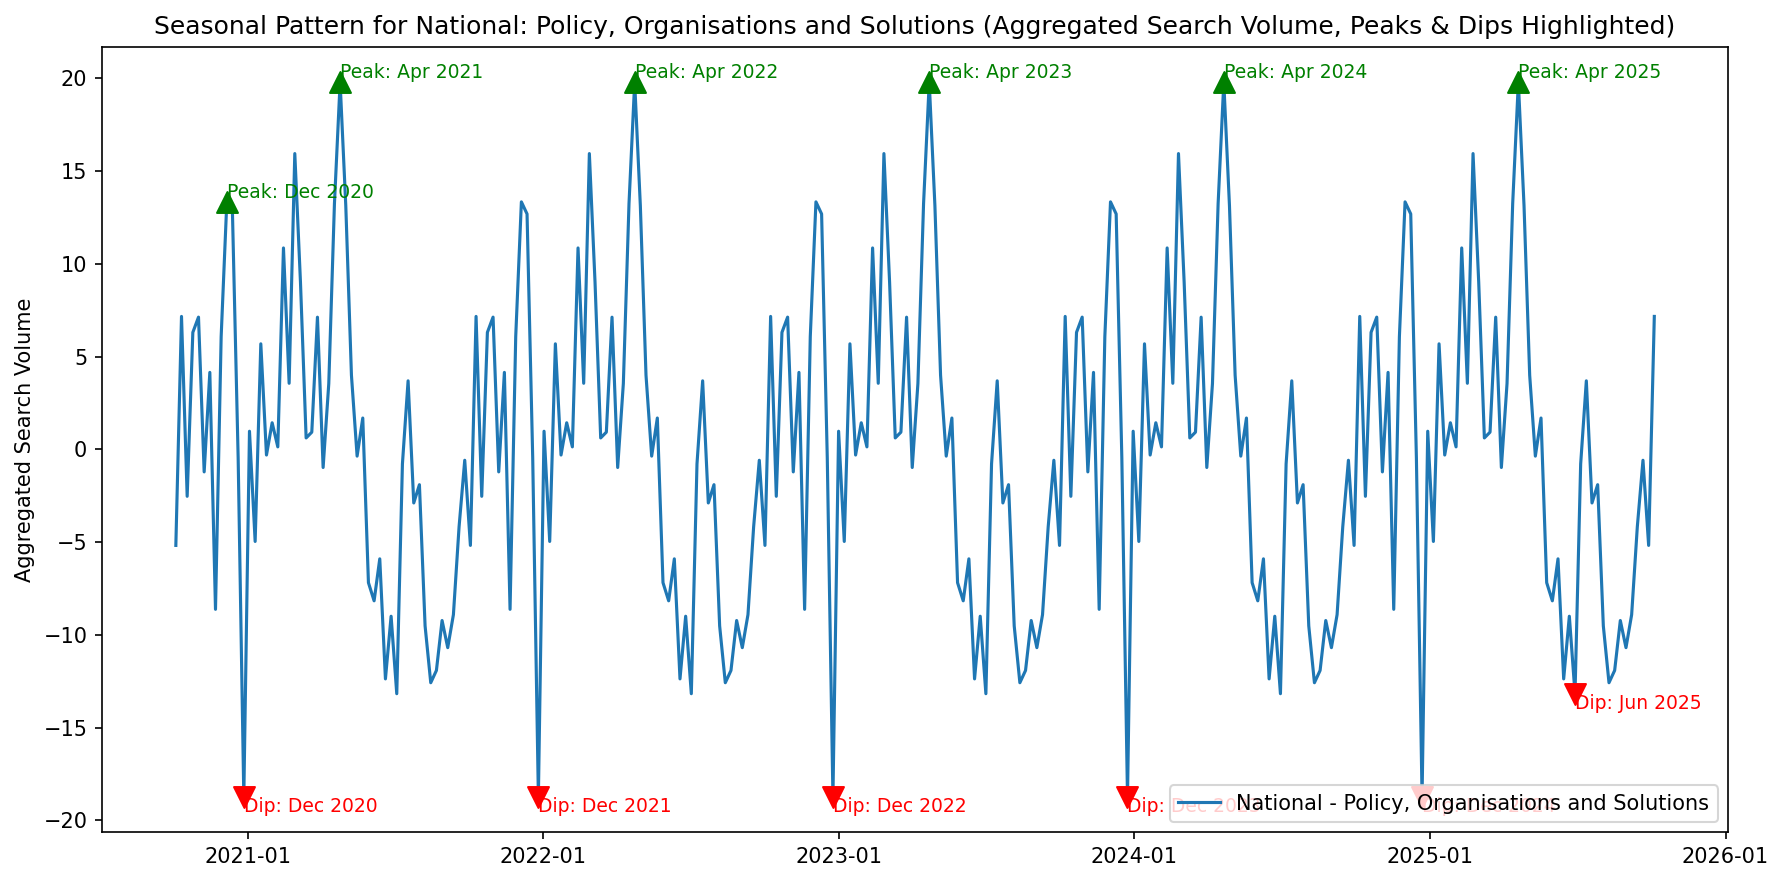 Seasonal Pattern for National: Policy, Organisations and Solutions (Aggregated Search Volume, Peaks & Dips Highlighted)
Aggregated Search Volume
20
15
10
5
0
−5
−10
−15
−20
Peak: Apr 2021
Peak: Apr 2022
Peak: Apr 2023
Peak: Apr 2024
Peak: Apr 2025
Peak: Dec 2020
Dip: Jun 2025
Dip: Dec 2020
Dip: Dec 2021
Dip: Dec 2022
Dip: Dec
National - Policy, Organisations and Solutions
2021-01
2022-01
2023-01
2024-01
2025-01
2026-01